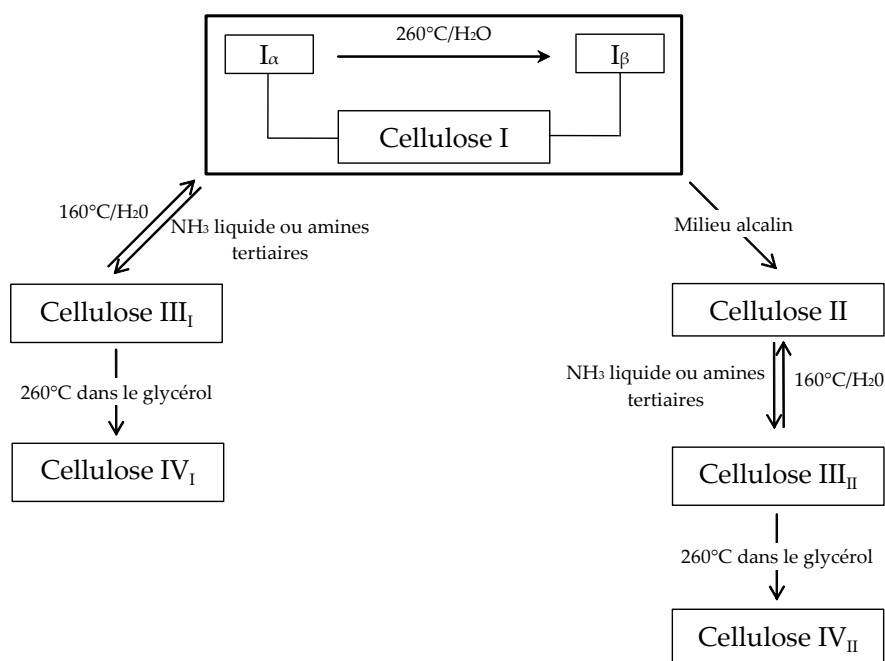 260°C/H₂O
Iα
Iβ
Cellulose I
160°C/H₂0
NH₃ liquide ou amines
tertiaires
Milieu alcalin
Cellulose III_I
Cellulose II
260°C dans le glycérol
NH₃ liquide ou amines
tertiaires
160°C/H₂0
Cellulose IV_I
Cellulose III_II
260°C dans le glycérol
Cellulose IV_II